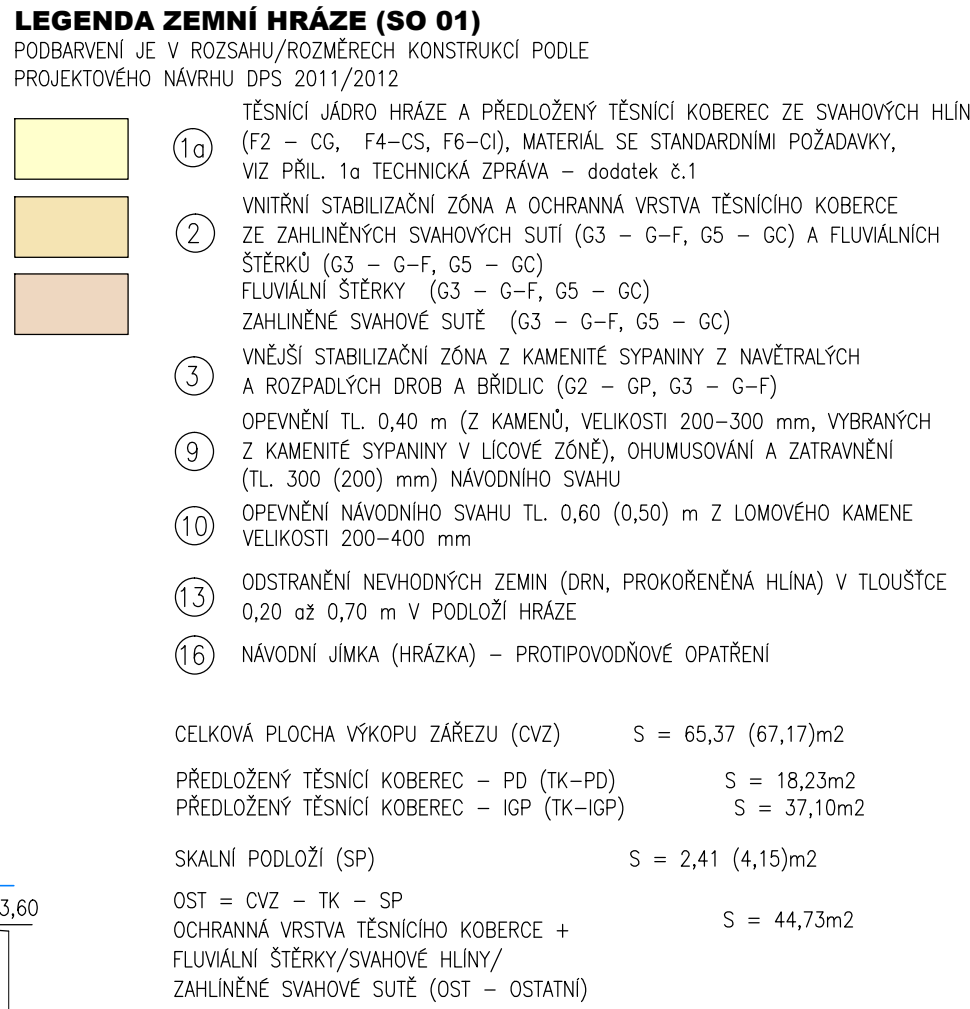 LEGENDA ZEMNÍ HRÁZE (SO 01)
PODBARVENÍ JE V ROZSAHU/ROZMĚRECH KONSTRUKCÍ PODLE
PROJEKTOVÉHO NÁVRHU DPS 2011/2012
TĚSNÍCÍ JÁDRO HRÁZE A PŘEDLOŽENÝ TĚSNÍCÍ KOBEREC ZE SVAHOVÝCH HLÍN
1a (F2 – CG, F4–CS, F6–CI), MATERIÁL SE STANDARDNÍMI POŽADAVKY,
VIZ PŘIL. 1a TECHNICKÁ ZPRÁVA – dodatek č.1
VNITŘNÍ STABILIZAČNÍ ZÓNA A OCHRANNÁ VRSTVA TĚSNÍCÍHO KOBERCE
2 ZE ZAHLINĚNÝCH SVAHOVÝCH SUTÍ (G3 – G–F, G5 – GC) A FLUVIÁLNÍCH
ŠTĚRKŮ (G3 – G–F, G5 – GC)
FLUVIÁLNÍ ŠTĚRKY (G3 – G–F, G5 – GC)
ZAHLINĚNÉ SVAHOVÉ SUTĚ (G3 – G–F, G5 – GC)
VNĚJŠÍ STABILIZAČNÍ ZÓNA Z KAMENITÉ SYPANINY Z NAVĚTRALÝCH
3 A ROZPADLÝCH DROB A BŘIDLIC (G2 – GP, G3 – G–F)
OPEVNĚNÍ TL. 0,40 m (Z KAMENŮ, VELIKOSTI 200–300 mm, VYBRANÝCH
9 Z KAMENITÉ SYPANINY V LÍCOVÉ ZÓNĚ), OHUMUSOVÁNÍ A ZATRAVNĚNÍ
(TL. 300 (200) mm) NÁVODNÍHO SVAHU
10 OPEVNĚNÍ NÁVODNÍHO SVAHU TL. 0,60 (0,50) m Z LOMOVÉHO KAMENE
VELIKOSTI 200–400 mm
13 ODSTRANĚNÍ NEVHODNÝCH ZEMIN (DRN, PROKOŘENĚNÁ HLÍNA) V TLOUŠŤCE
0,20 až 0,70 m V PODLOŽÍ HRÁZE
16 NÁVODNÍ JÍMKA (HRÁZKA) – PROTIPOVODŇOVÉ OPATŘENÍ
CELKOVÁ PLOCHA VÝKOPU ZÁŘEZU (CVZ) S = 65,37 (67,17)m2
PŘEDLOŽENÝ TĚSNÍCÍ KOBEREC – PD (TK–PD) S = 18,23m2
PŘEDLOŽENÝ TĚSNÍCÍ KOBEREC – IGP (TK–IGP) S = 37,10m2
SKALNÍ PODLOŽÍ (SP) S = 2,41 (4,15)m2
3,60
OST = CVZ – TK – SP
OCHRANNÁ VRSTVA TĚSNÍCÍHO KOBERCE + S = 44,73m2
FLUVIÁLNÍ ŠTĚRKY/SVAHOVÉ HLÍNY/
ZAHLÍNĚNÉ SVAHOVÉ SUTĚ (OST – OSTATNÍ)